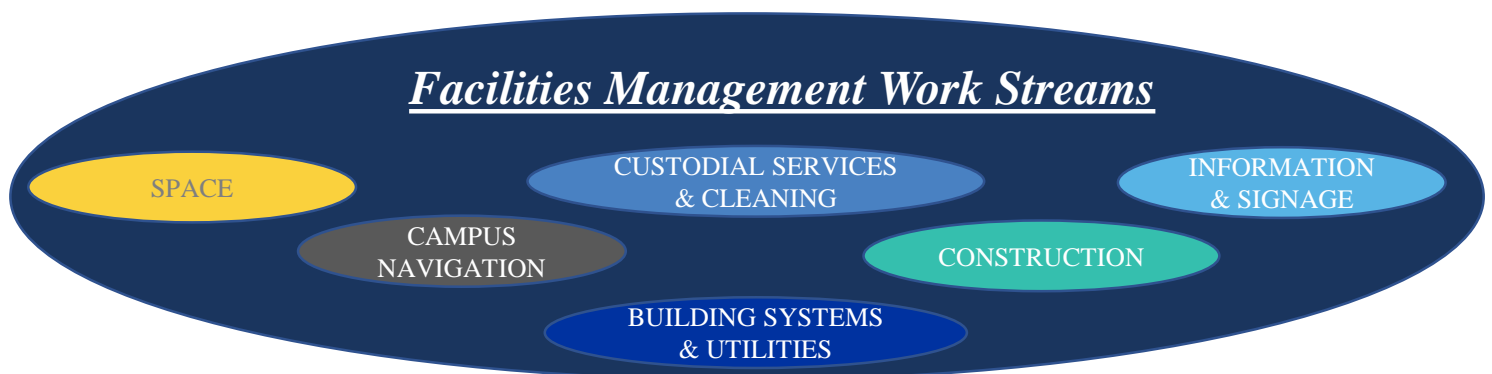 Facilities Management Work Streams
SPACE
CUSTODIAL SERVICES
& CLEANING
INFORMATION
& SIGNAGE
CAMPUS
NAVIGATION
CONSTRUCTION
BUILDING SYSTEMS
& UTILITIES